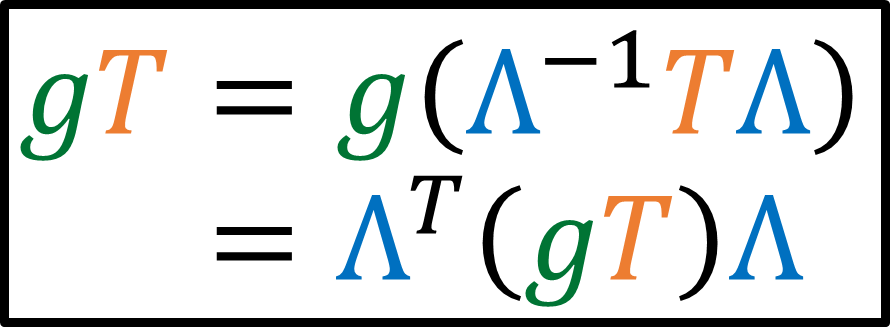 gT = g(Λ⁻¹TΛ)
= Λᵀ(gT)Λ